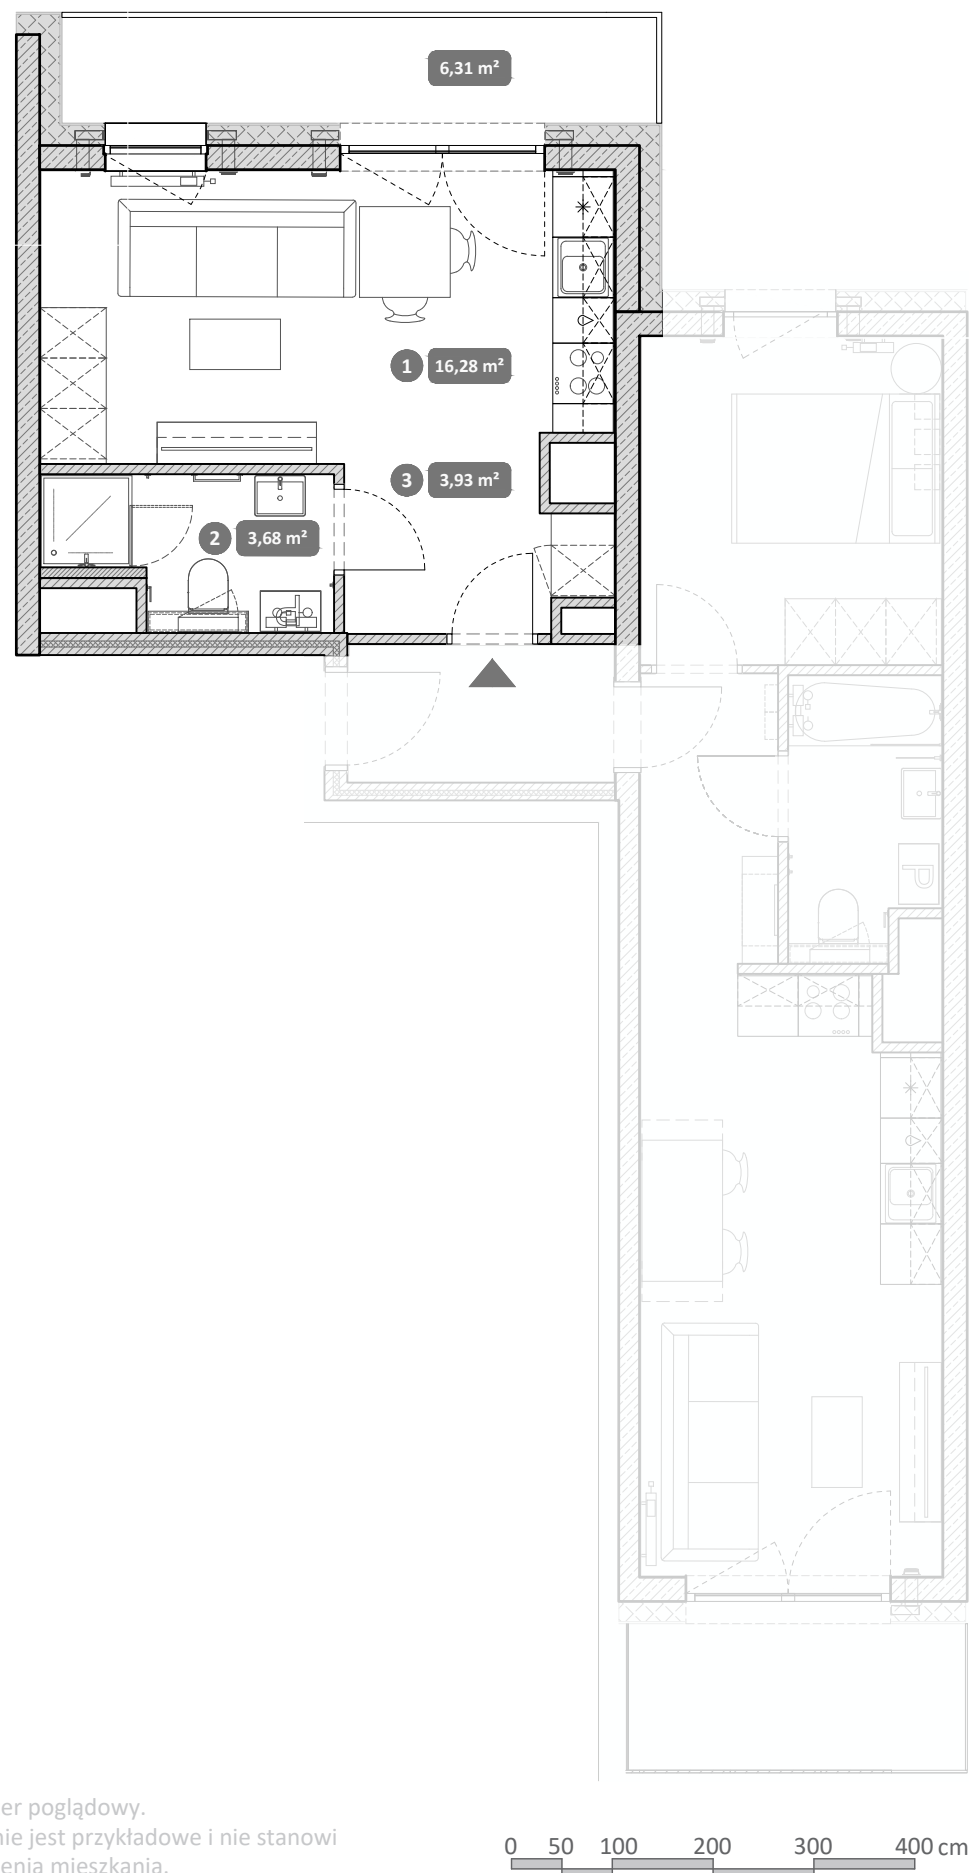 6,31 m²
1 16,28 m²
3 3,93 m²
2 3,68 m²
P
er poglądowy.
nie jest przykładowe i nie stanowi
enia mieszkania.
0 50 100 200 300 400 cm